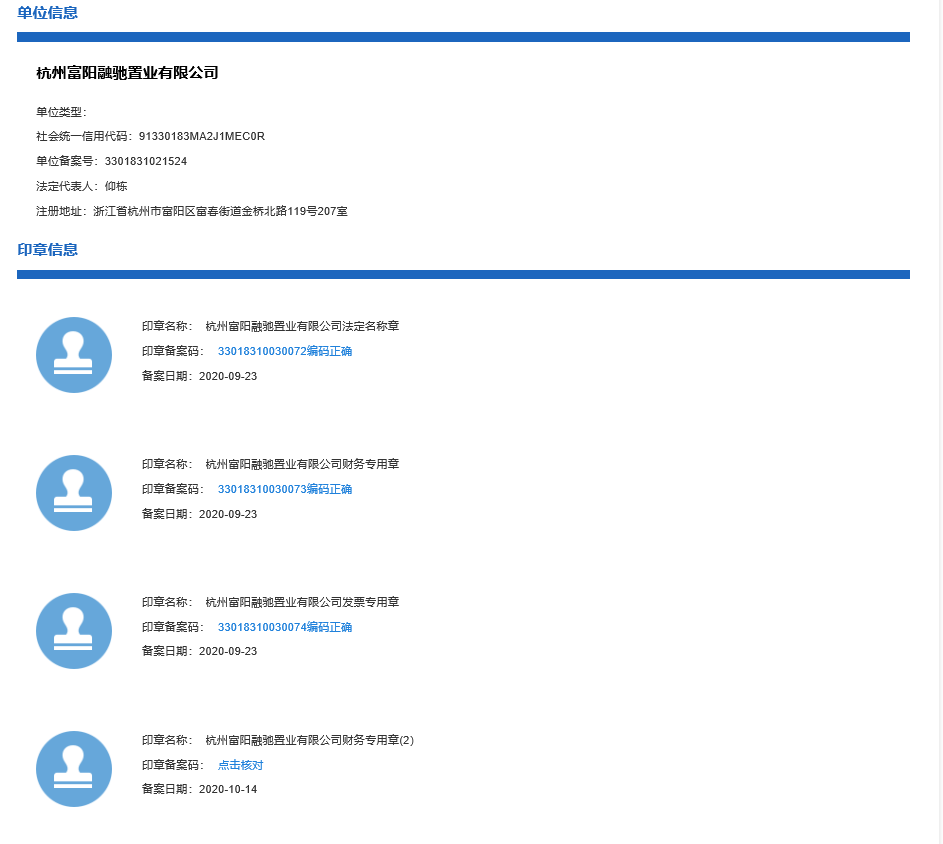 单位信息
杭州富阳融驰置业有限公司
单位类型：
社会统一信用代码：91330183MA2J1MEC0R
单位备案号：3301831021524
法定代表人：仰栋
注册地址：浙江省杭州市富阳区富春街道金桥北路119号207室
印章信息
印章名称： 杭州富阳融驰置业有限公司法定名称章
印章备案码： 33018310030072编码正确
备案日期：2020-09-23
印章名称： 杭州富阳融驰置业有限公司财务专用章
印章备案码： 33018310030073编码正确
备案日期：2020-09-23
印章名称： 杭州富阳融驰置业有限公司发票专用章
印章备案码： 33018310030074编码正确
备案日期：2020-09-23
印章名称： 杭州富阳融驰置业有限公司财务专用章(2)
印章备案码： 点击核对
备案日期：2020-10-14